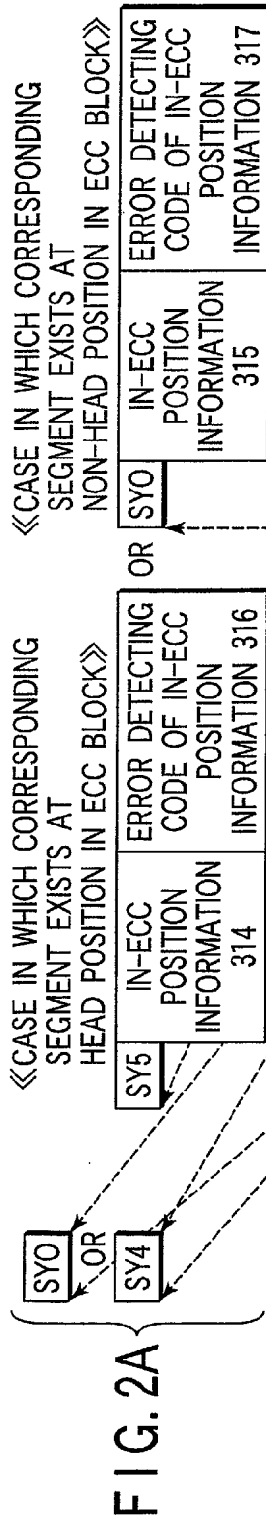 FIG. 2A
SY0
OR
SY4
《CASE IN WHICH CORRESPONDING
SEGMENT EXISTS AT
HEAD POSITION IN ECC BLOCK》
SY5
IN-ECC
POSITION
INFORMATION
314
ERROR DETECTING
CODE OF IN-ECC
POSITION
INFORMATION 316
OR
《CASE IN WHICH CORRESPONDING
SEGMENT EXISTS AT
NON-HEAD POSITION IN ECC BLOCK》
SY0
IN-ECC
POSITION
INFORMATION
315
ERROR DETECTING
CODE OF IN-ECC
POSITION
INFORMATION 317